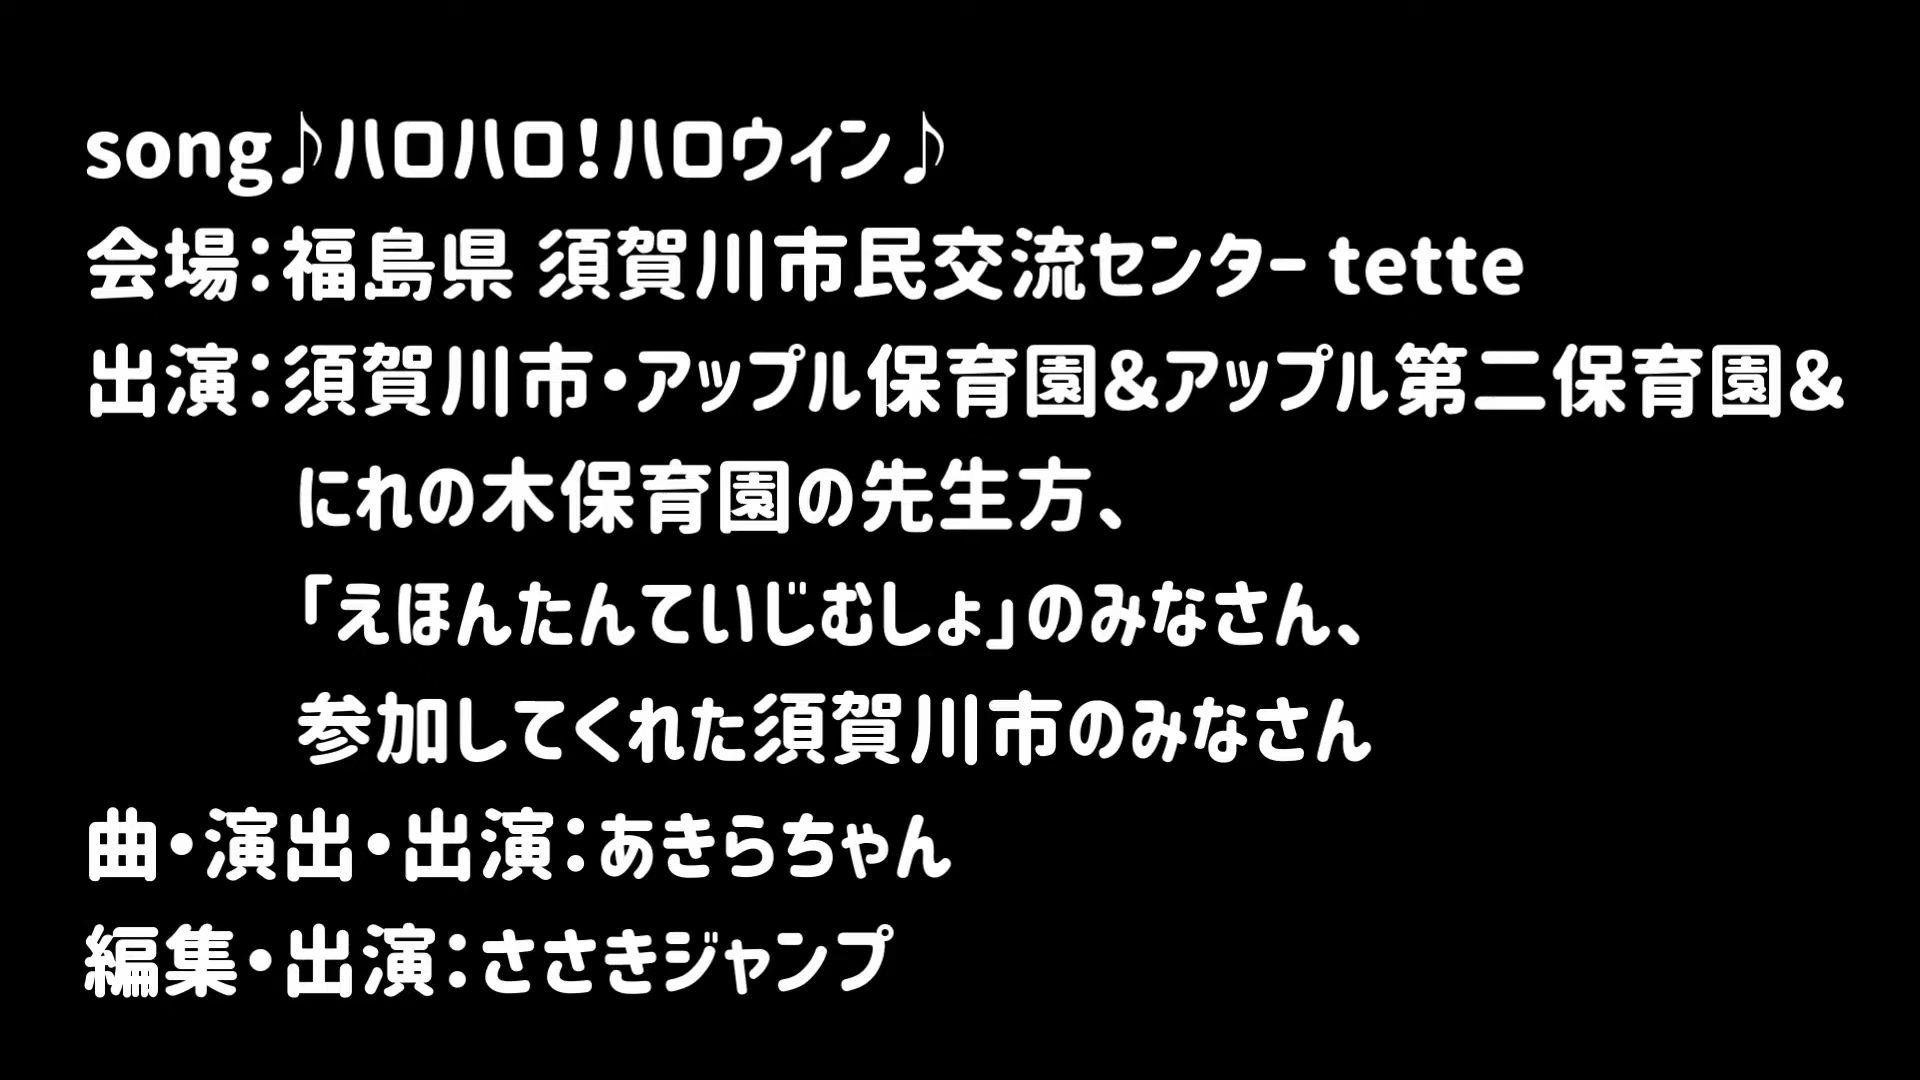 song♪ハロハロ!ハロウィン♪
会場:福島県 須賀川市民交流センター tette
出演:須賀川市・アップル保育園&アップル第二保育園&
にれの木保育園の先生方、
「えほんたんていじむしょ」のみなさん、
参加してくれた須賀川市のみなさん
曲・演出・出演:あきらちゃん
編集・出演:ささきジャンプ